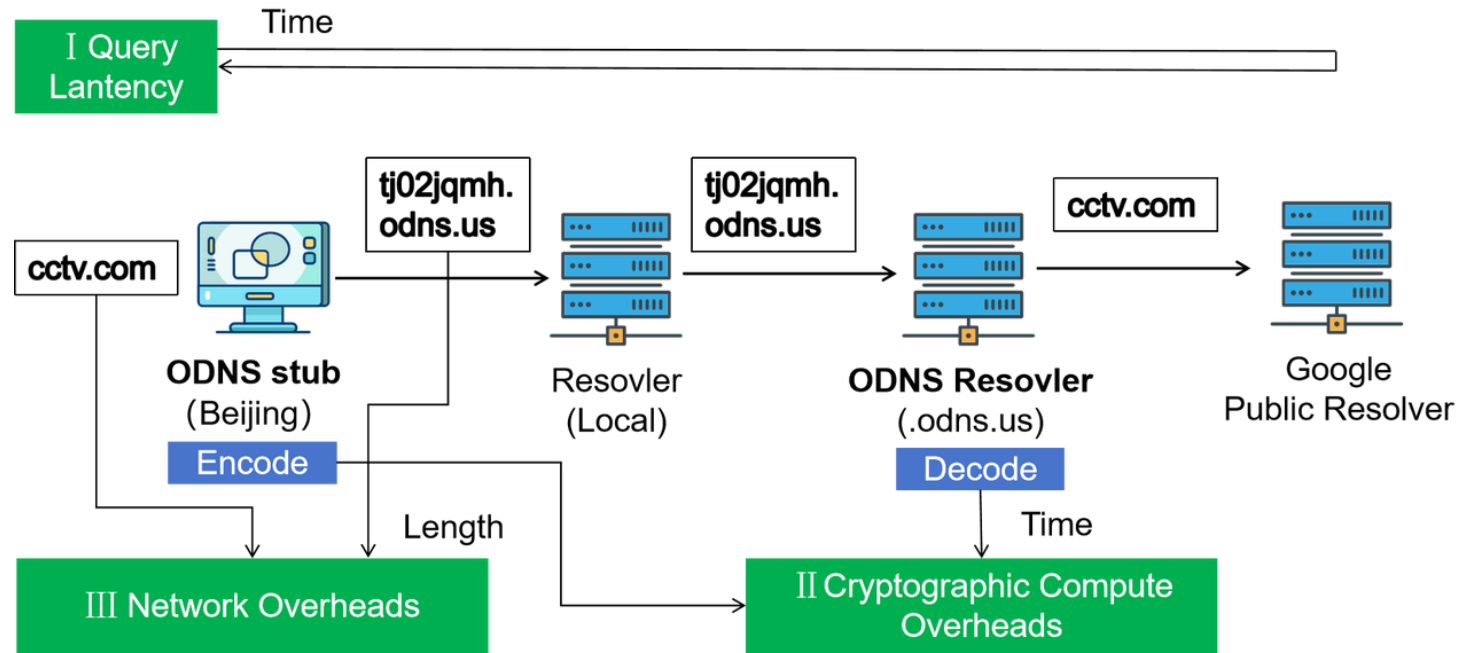 Time
Ⅰ Query
Lantency
tj02jqmh.
odns.us
tj02jqmh.
odns.us
cctv.com
cctv.com
ODNS stub
(Beijing)
Resovler
(Local)
ODNS Resovler
(.odns.us)
Google
Public Resolver
Encode
Decode
Length
Time
Ⅲ Network Overheads
Ⅱ Cryptographic Compute
Overheads